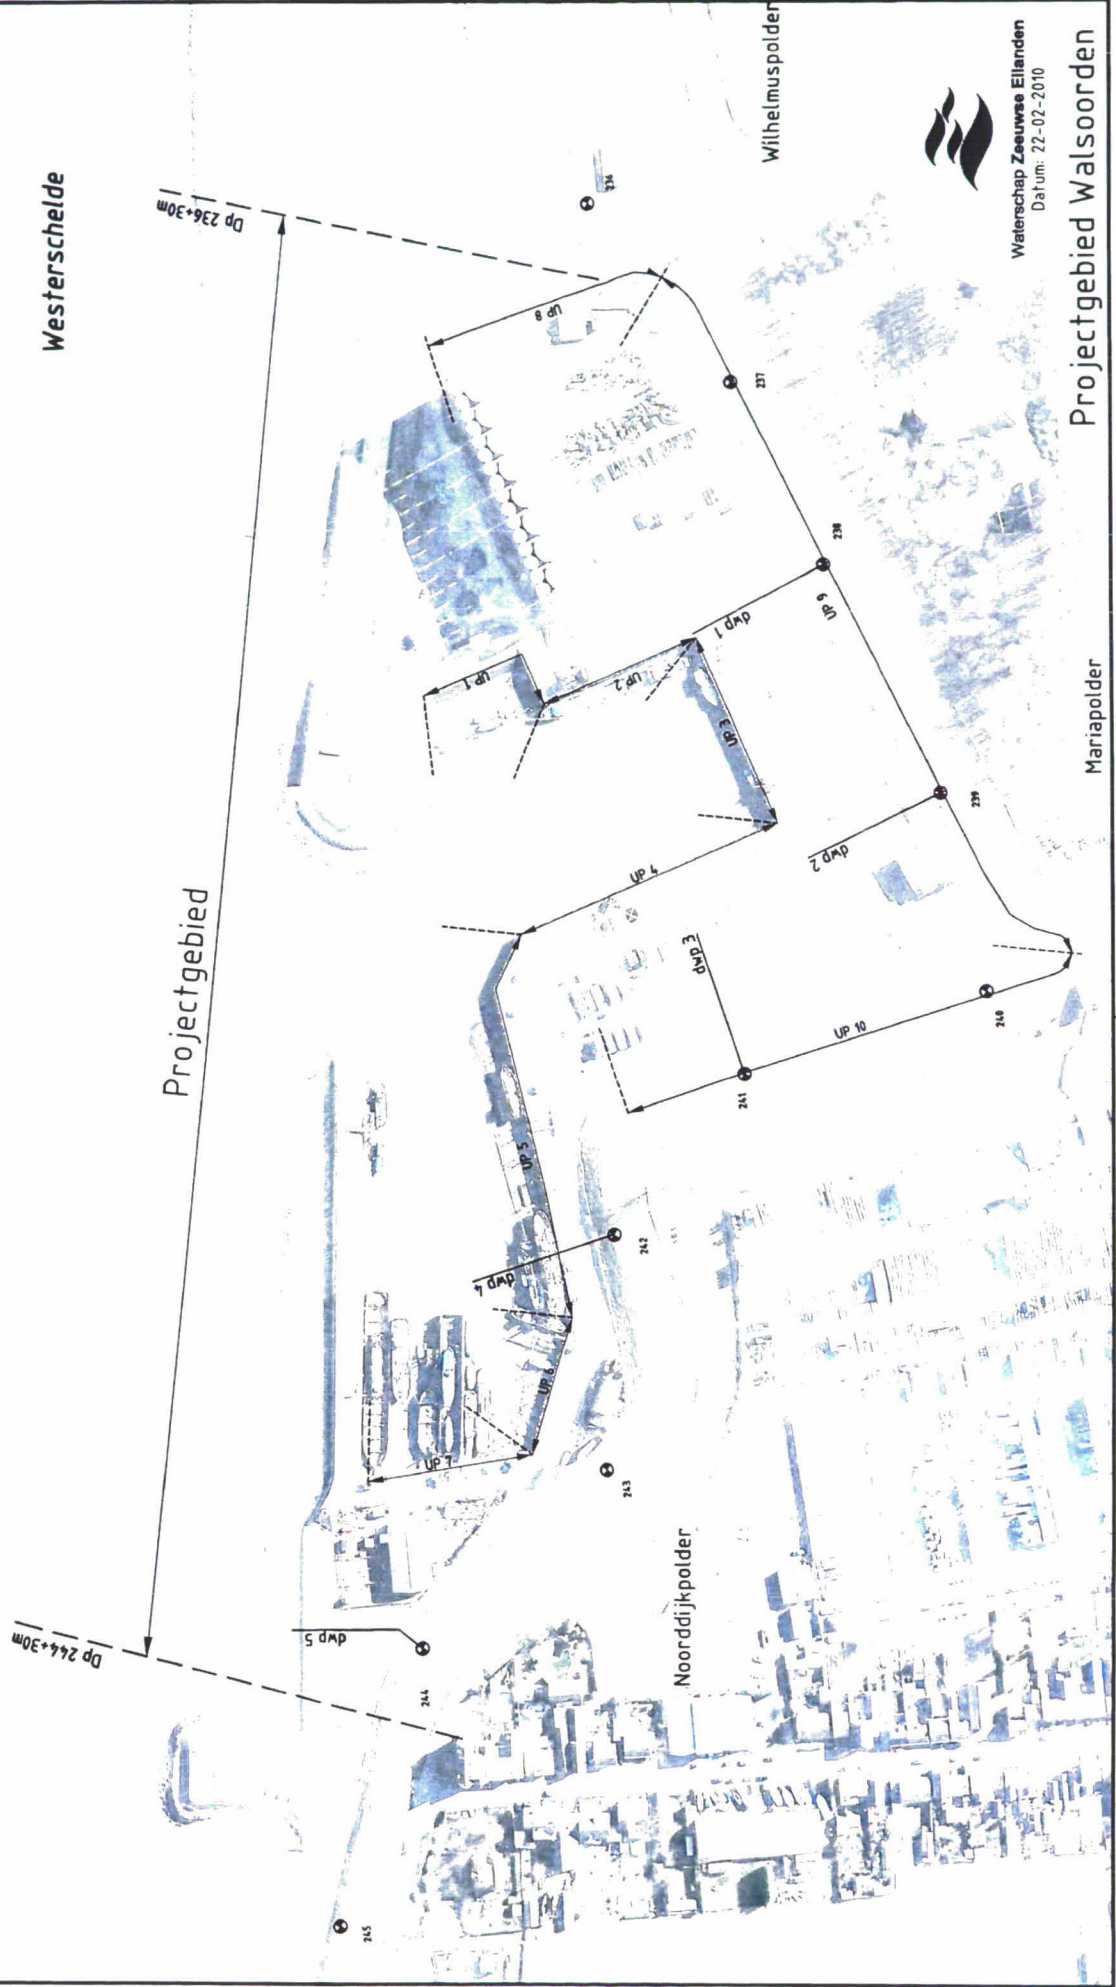 Westerschelde
Dp 244+30m
Dp 236+30m
Projectgebied
Wilhelmuspolder
236
UP 8
237
UP 1
UP 2
dwp 1
238
UP 9
UP 3
UP 4
dwp 2
239
Mariapolder
dwp 3
UP 10
240
241
UP 5
dwp 4
242
UP 6
UP 7
243
Noorddijkpolder
dwp 5
244
245
Waterschap Zeeuwse Eilanden
Datum: 22-02-2010
Projectgebied Walsoorden